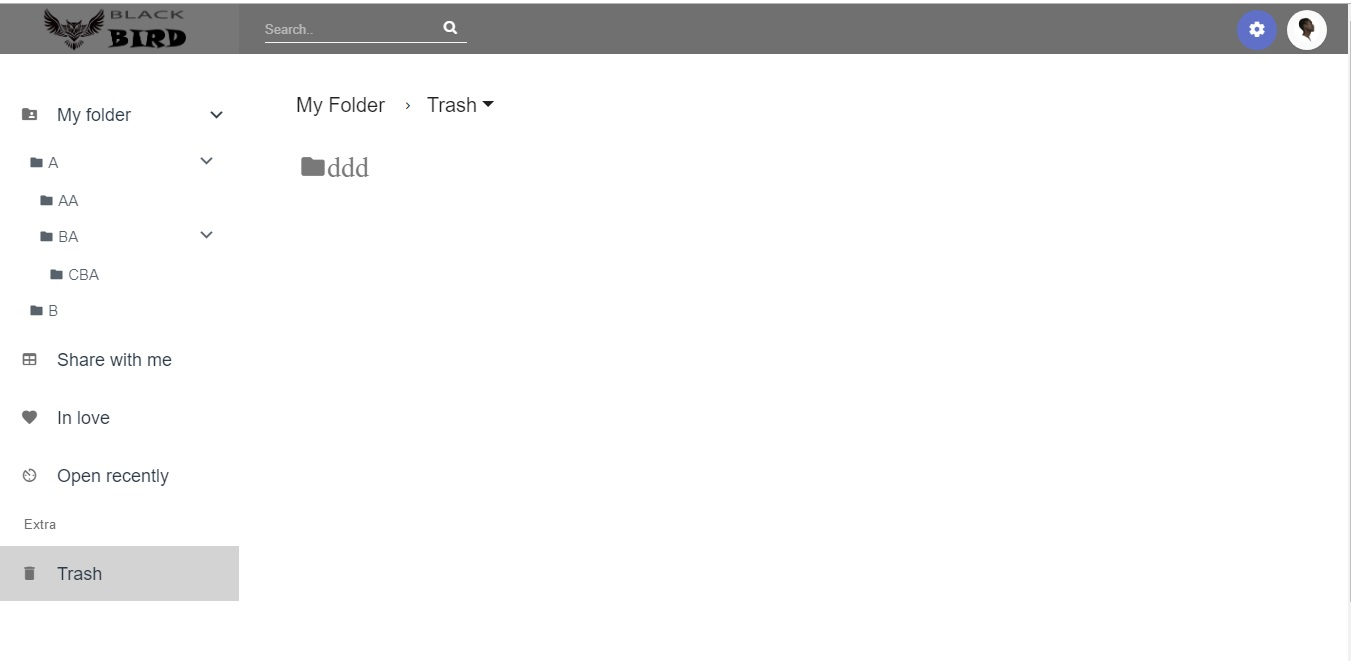 BLACK
BIRD
Search..
My folder
A
AA
BA
CBA
B
Share with me
In love
Open recently
Extra
Trash
My Folder › Trash
ddd